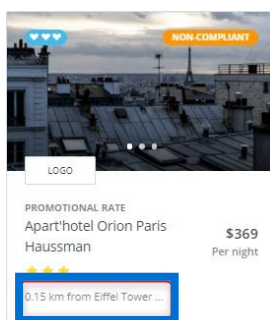 NON-COMPLIANT
LOGO
PROMOTIONAL RATE
Apart'hotel Orion Paris
Haussman
$369
Per night
0.15 km from Eiffel Tower ...